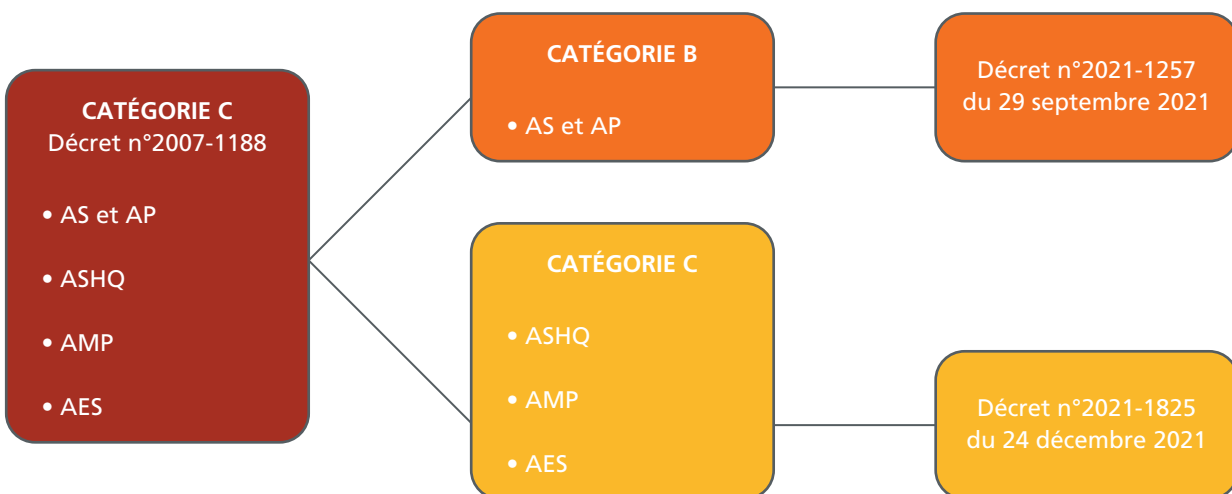 CATÉGORIE C
Décret n°2007-1188
• AS et AP
• ASHQ
• AMP
• AES
CATÉGORIE B
• AS et AP
Décret n°2021-1257
du 29 septembre 2021
CATÉGORIE C
• ASHQ
• AMP
• AES
Décret n°2021-1825
du 24 décembre 2021